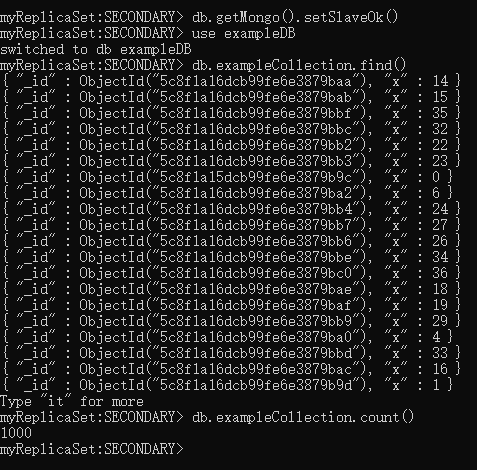 myReplicaSet:SECONDARY> db.getMongo().setSlaveOk()
myReplicaSet:SECONDARY> use exampleDB
switched to db exampleDB
myReplicaSet:SECONDARY> db.exampleCollection.find()
{ "_id" : ObjectId("5c8f1a16dcb99fe6e3879baa"), "x" : 14 }
{ "_id" : ObjectId("5c8f1a16dcb99fe6e3879bab"), "x" : 15 }
{ "_id" : ObjectId("5c8f1a16dcb99fe6e3879bbf"), "x" : 35 }
{ "_id" : ObjectId("5c8f1a16dcb99fe6e3879bbc"), "x" : 32 }
{ "_id" : ObjectId("5c8f1a16dcb99fe6e3879bb2"), "x" : 22 }
{ "_id" : ObjectId("5c8f1a16dcb99fe6e3879bb3"), "x" : 23 }
{ "_id" : ObjectId("5c8f1a15dcb99fe6e3879b9c"), "x" : 0 }
{ "_id" : ObjectId("5c8f1a16dcb99fe6e3879ba2"), "x" : 6 }
{ "_id" : ObjectId("5c8f1a16dcb99fe6e3879bb4"), "x" : 24 }
{ "_id" : ObjectId("5c8f1a16dcb99fe6e3879bb7"), "x" : 27 }
{ "_id" : ObjectId("5c8f1a16dcb99fe6e3879bb6"), "x" : 26 }
{ "_id" : ObjectId("5c8f1a16dcb99fe6e3879bbe"), "x" : 34 }
{ "_id" : ObjectId("5c8f1a16dcb99fe6e3879bc0"), "x" : 36 }
{ "_id" : ObjectId("5c8f1a16dcb99fe6e3879bae"), "x" : 18 }
{ "_id" : ObjectId("5c8f1a16dcb99fe6e3879baf"), "x" : 19 }
{ "_id" : ObjectId("5c8f1a16dcb99fe6e3879bb9"), "x" : 29 }
{ "_id" : ObjectId("5c8f1a16dcb99fe6e3879ba0"), "x" : 4 }
{ "_id" : ObjectId("5c8f1a16dcb99fe6e3879bbd"), "x" : 33 }
{ "_id" : ObjectId("5c8f1a16dcb99fe6e3879bac"), "x" : 16 }
{ "_id" : ObjectId("5c8f1a16dcb99fe6e3879b9d"), "x" : 1 }
Type "it" for more
myReplicaSet:SECONDARY> db.exampleCollection.count()
1000
myReplicaSet:SECONDARY>